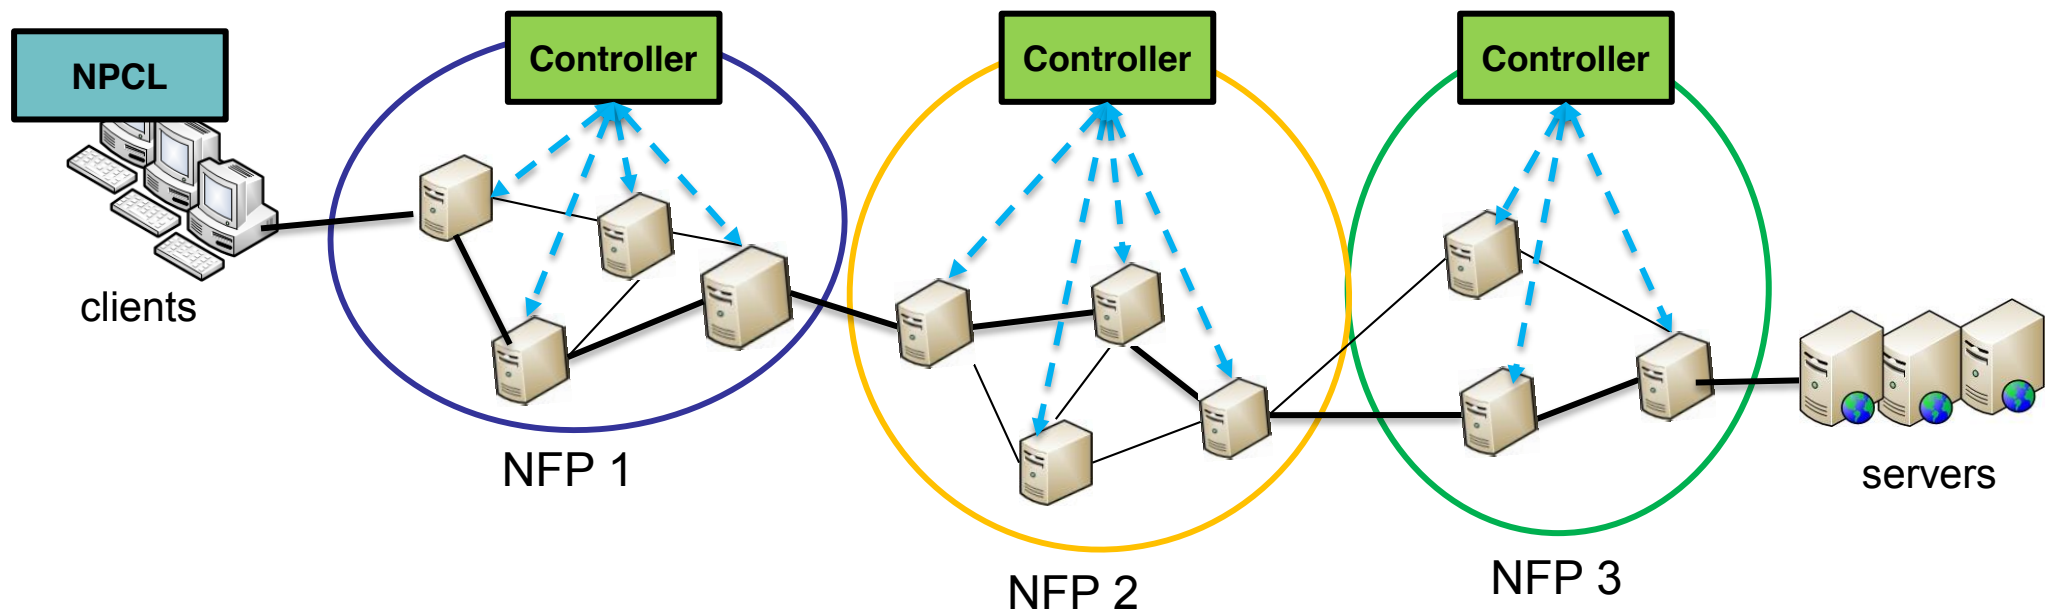 NPCL
Controller
Controller
Controller
clients
NFP 1
NFP 2
NFP 3
servers